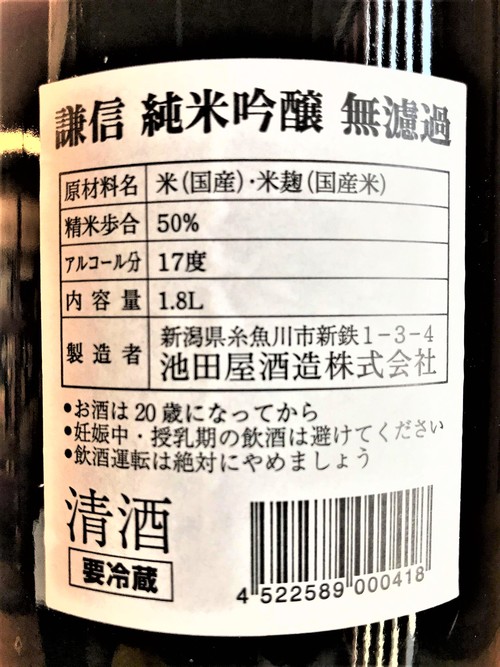 謙信 純米吟醸 無濾過
原材料名 米(国産)・米麹(国産米)
精米歩合 50%
アルコール分 17度
内容量 1.8L
製造者 新潟県糸魚川市新鉄1-3-4
池田屋酒造株式会社
●お酒は20歳になってから
●妊娠中・授乳期の飲酒は避けてください
●飲酒運転は絶対にやめましょう
清酒
要冷蔵
4 522589 000418